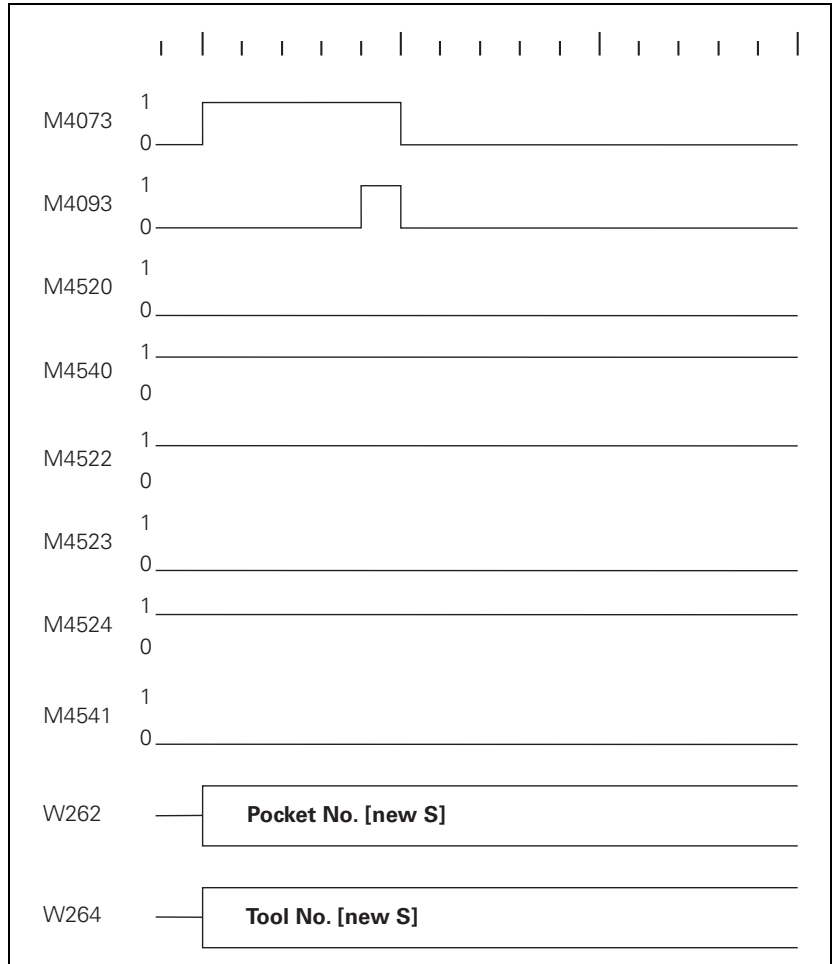 M4073 1
0
M4093 1
0
M4520 1
0
M4540 1
0
M4522 1
0
M4523 1
0
M4524 1
0
M4541 1
0
W262 Pocket No. [new S]
W264 Tool No. [new S]